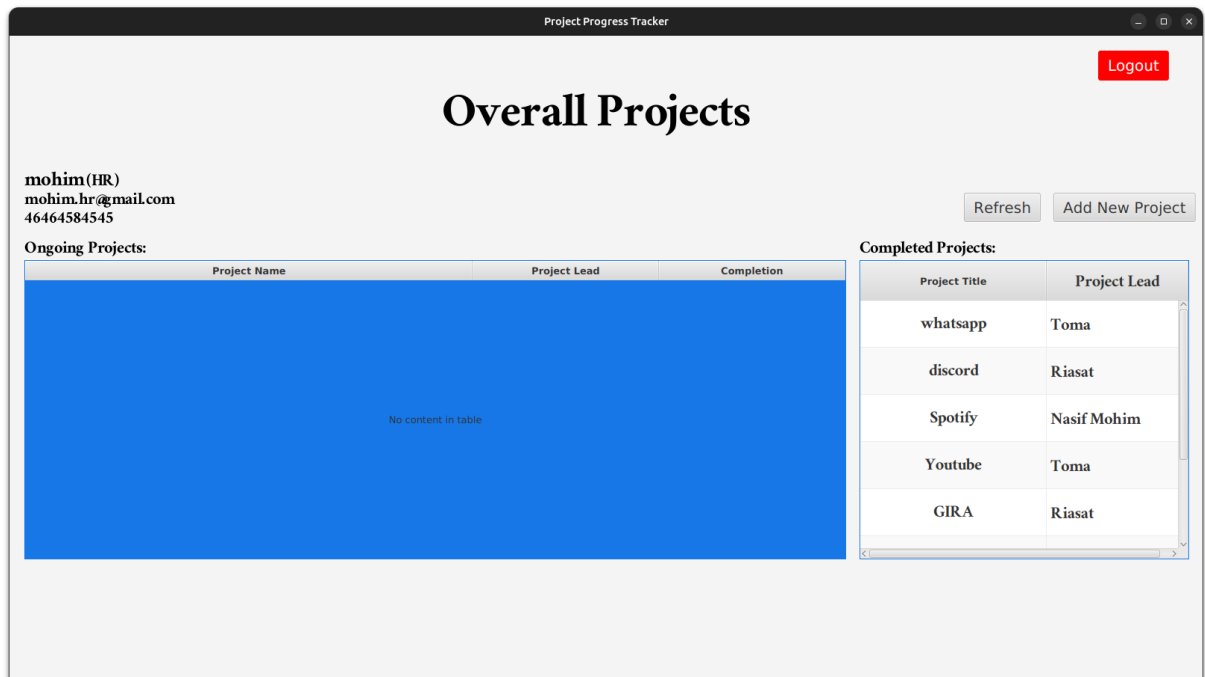 Project Progress Tracker
Logout
Overall Projects
mohim(HR)
mohim.hr@gmail.com
46464584545
Refresh
Add New Project
Ongoing Projects:
Completed Projects:
Project Name Project Lead Completion
No content in table
Project Title Project Lead
whatsapp Toma
discord Riasat
Spotify Nasif Mohim
Youtube Toma
GIRA Riasat